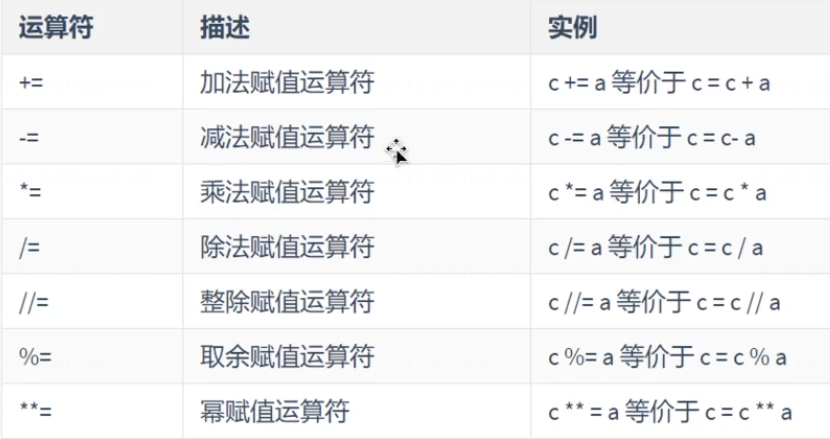 运算符 描述 实例
+= 加法赋值运算符 c += a 等价于 c = c + a
-= 减法赋值运算符 c -= a 等价于 c = c- a
*= 乘法赋值运算符 c *= a 等价于 c = c * a
/= 除法赋值运算符 c /= a 等价于 c = c / a
//= 整除赋值运算符 c //= a 等价于 c = c // a
%= 取余赋值运算符 c %= a 等价于 c = c % a
**= 幂赋值运算符 c ** = a 等价于 c = c ** a